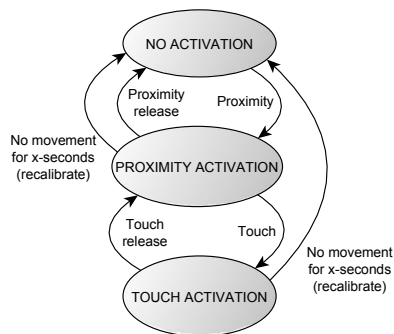 NO ACTIVATION
Proximity
release
Proximity
No movement
for x-seconds
(recalibrate)
PROXIMITY ACTIVATION
Touch
release
Touch
No movement
for x-seconds
(recalibrate)
TOUCH ACTIVATION